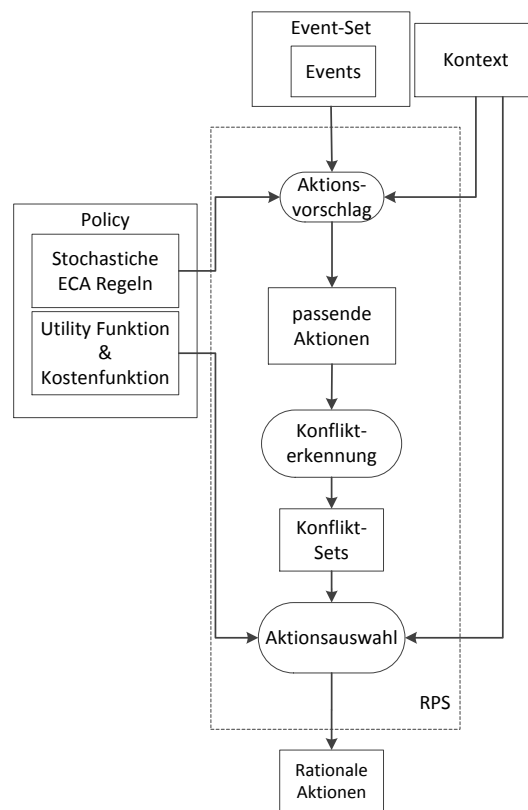 Event-Set
Events
Kontext
Aktions-
vorschlag
Policy
Stochastiche
ECA Regeln
Utility Funktion
&
Kostenfunktion
passende
Aktionen
Konflikt-
erkennung
Konflikt-
Sets
Aktionsauswahl
RPS
Rationale
Aktionen